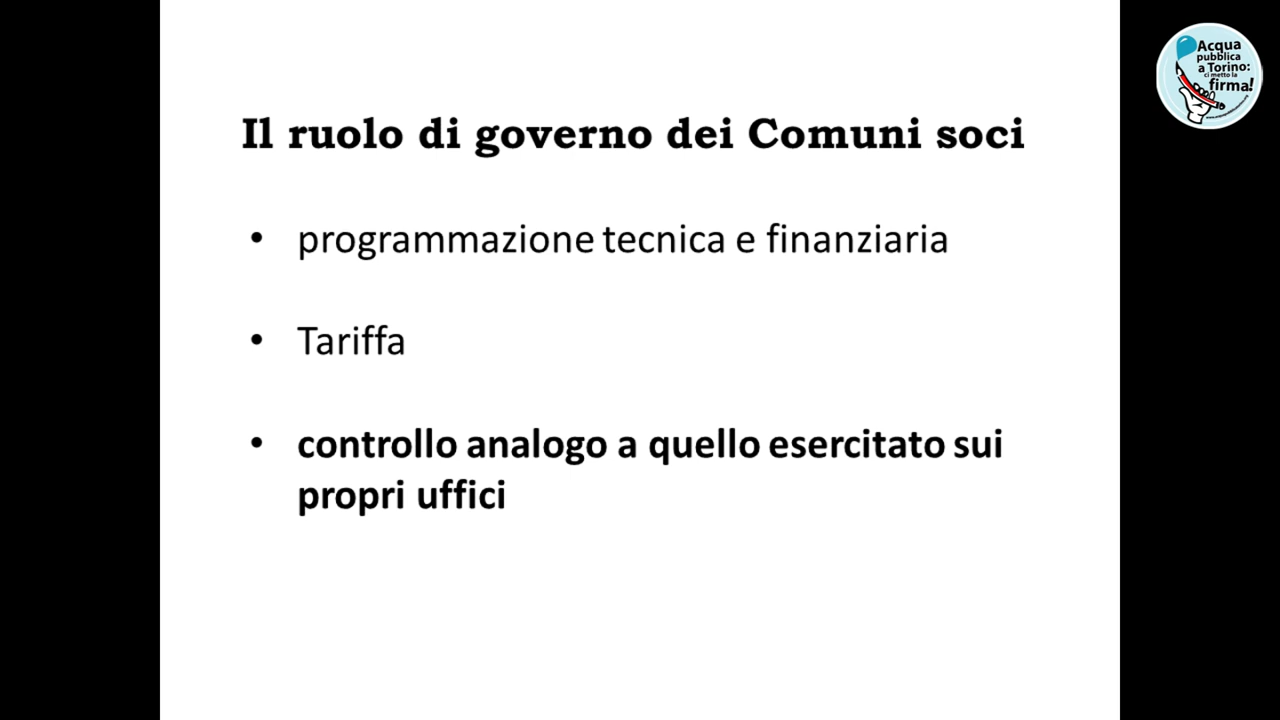 Il ruolo di governo dei Comuni soci
• programmazione tecnica e finanziaria
• Tariffa
• controllo analogo a quello esercitato sui
propri uffici
Acqua
pubblica
a Torino:
ci metto la
firma!